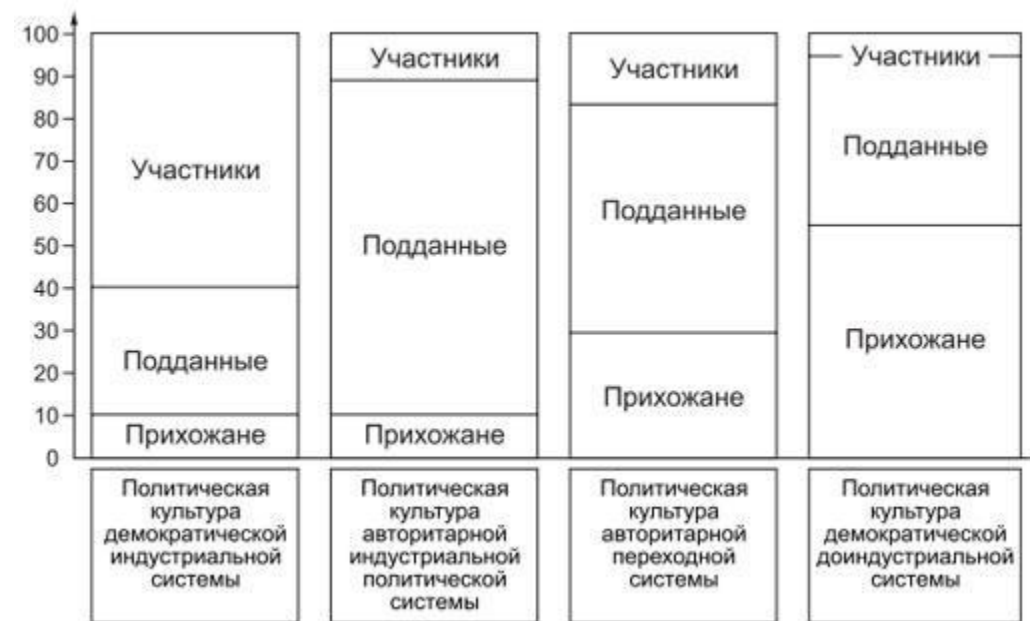 100
90
80
70
60
50
40
30
20
10
0
Участники
Подданные
Прихожане
Участники
Подданные
Прихожане
Участники
Подданные
Прихожане
Участники
Подданные
Прихожане
Политическая
культура
демократической
индустриальной
системы
Политическая
культура
авторитарной
индустриальной
политической
системы
Политическая
культура
авторитарной
переходной
системы
Политическая
культура
демократической
доиндустриальной
системы